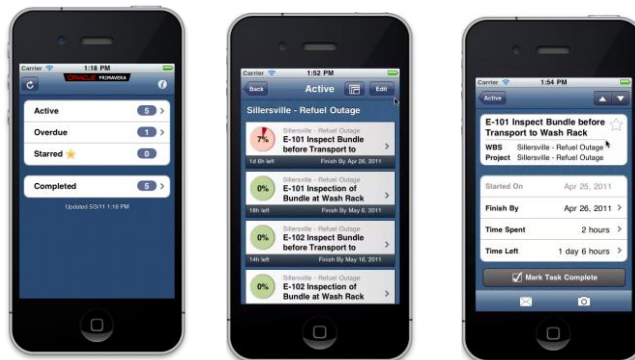 Carrier 1:18 PM
ORACLE PRIMAVERA
Active 5
Overdue 1
Starred 0
Completed 5
Updated 5/3/11 1:18 PM
Carrier 1:52 PM
Back Active Edit
Sillersville - Refuel Outage
7% Sillersville - Refuel Outage
E-101 Inspect Bundle
before Transport to
1d 6h left Finish By Apr 26, 2011
0% Sillersville - Refuel Outage
E-101 Inspection of
Bundle at Wash Rack
18h left Finish By May 6, 2011
0% Sillersville - Refuel Outage
E-102 Inspect Bundle
before Transport to
14h left Finish By May 16, 2011
0% Sillersville - Refuel Outage
E-102 Inspection of
Bundle at Wash Rack
Carrier 1:54 PM
Active
E-101 Inspect Bundle before
Transport to Wash Rack
WBS Sillersville - Refuel Outage
Project Sillersville - Refuel Outage
Started On Apr 25, 2011
Finish By Apr 26, 2011
Time Spent 2 hours
Time Left 1 day 6 hours
Mark Task Complete